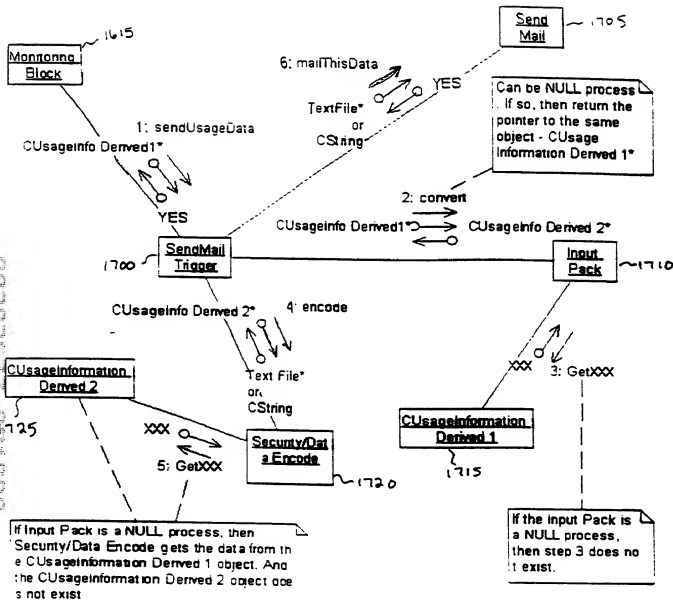 1615
Monitoring
Block
1: sendUsageData
CUsageInfo Derived1*
YES
6: mailThisData
YES
TextFile*
or
CString
Send
Mail
1705
Can be NULL process
. If so, then return the
pointer to the same
object - CUsage
Information Derived 1*
2: convert
CUsageInfo Derived1*
CUsageInfo Derived 2*
1700
SendMail
Trigger
Input
Pack
1710
CUsageInfo Derived 2*
4: encode
Text File*
or
CString
CUsageInformation
Derived 2
725
XXX
5: GetXXX
Security/Dat
a Encode
1720
XXX
3: GetXXX
CUsageInformation
Derived 1
1715
If Input Pack is a NULL process, then
Security/Data Encode gets the data from th
e CUsageInformation Derived 1 object. And
the CUsageInformation Derived 2 object doe
s not exist
If the input Pack is
a NULL process,
then step 3 does no
t exist.